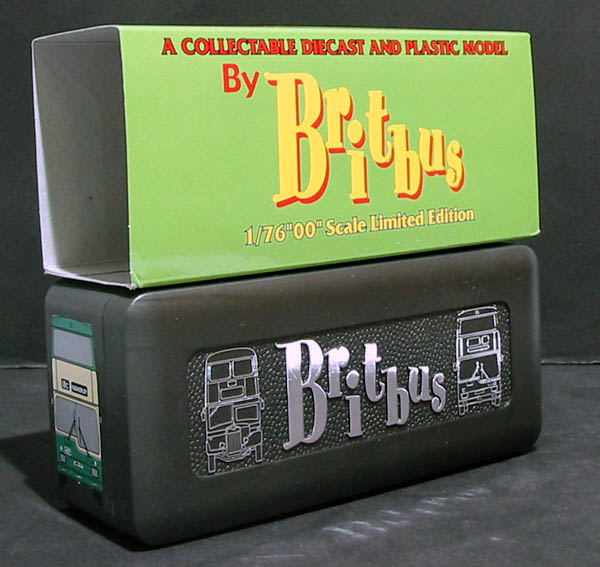 A COLLECTABLE DIECAST AND PLASTIC MODEL
By
Britbus
1/76"00" Scale Limited Edition
Britbus